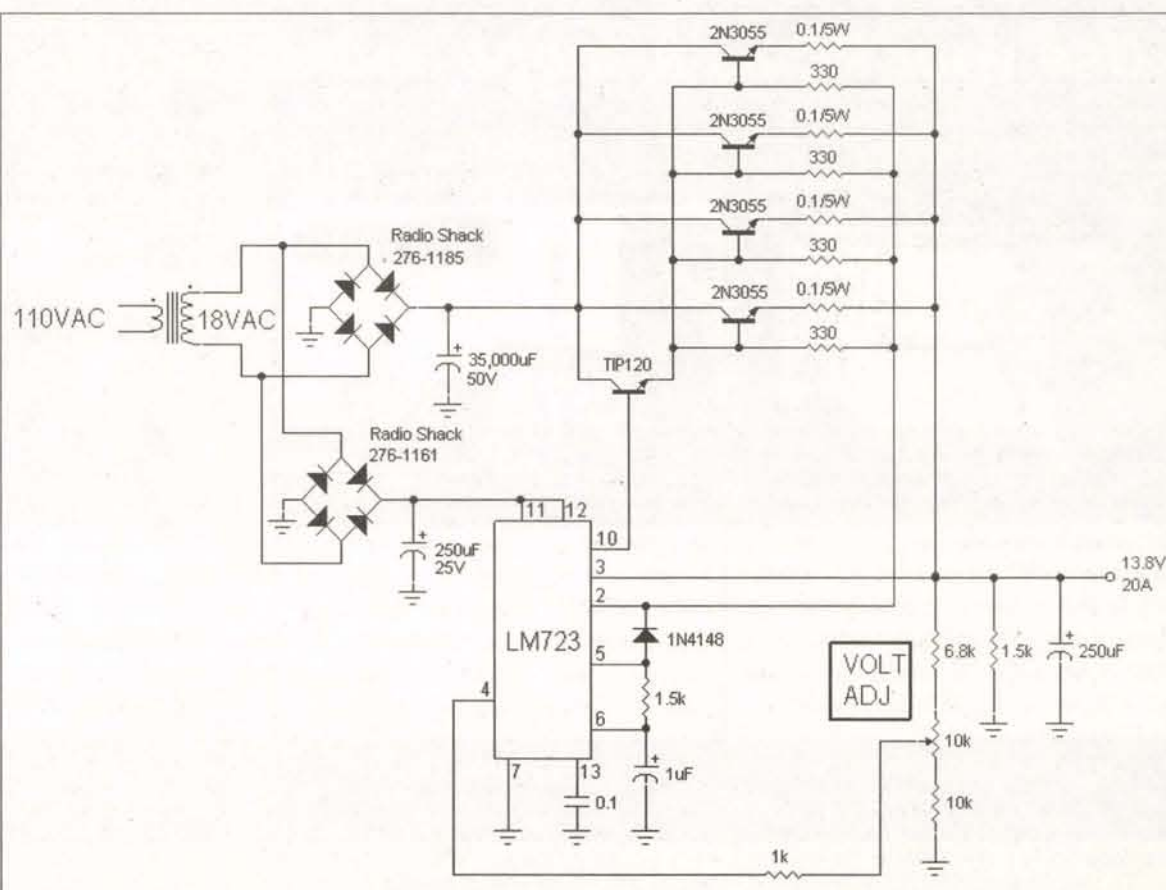 2N3055
0.1/5W
330
2N3055
0.1/5W
330
2N3055
0.1/5W
330
2N3055
0.1/5W
330
Radio Shack
276-1185
110VAC
18VAC
+
35,000uF
50V
TIP120
Radio Shack
276-1161
+
250uF
25V
11
12
10
3
2
5
6
4
7
13
LM723
1N4148
1.5k
+
1uF
0.1
13.8V
20A
6.8k
1.5k
+
250uF
VOLT
ADJ
10k
10k
1k